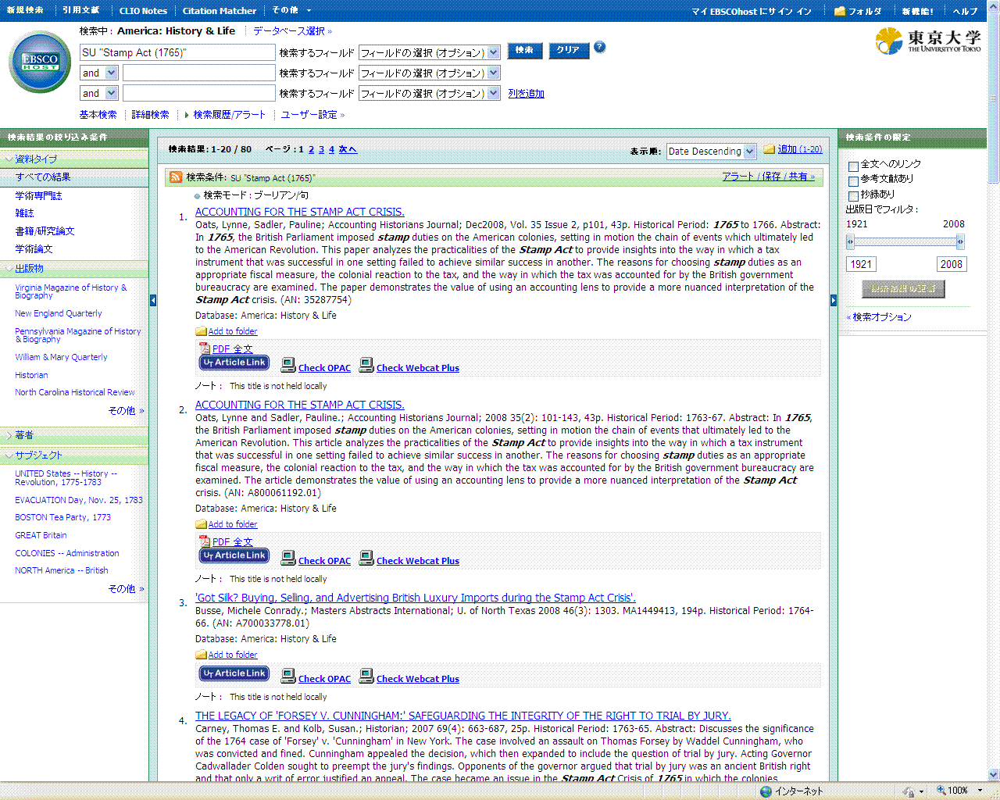 新規検索 引用文献 CLIO Notes Citation Matcher その他 マイ EBSCOhost にサイン イン フォルダ 新機能! ヘルプ
検索中: America: History & Life データベース選択 »
EBSCO HOST
東京大学
THE UNIVERSITY OF TOKYO
SU "Stamp Act (1765)" 検索するフィールド フィールドの選択 (オプション) 検索 クリア ?
and 検索するフィールド フィールドの選択 (オプション)
and 検索するフィールド フィールドの選択 (オプション) 列を追加
基本検索 詳細検索 検索履歴/アラート ユーザー設定 »
検索結果の絞り込み条件
資料タイプ
すべての結果
学術専門誌
雑誌
書籍/研究論文
学術論文
出版物
Virginia Magazine of History &
Biography
New England Quarterly
Pennsylvania Magazine of History
& Biography
William & Mary Quarterly
Historian
North Carolina Historical Review
その他 »
著者
サブジェクト
UNITED States -- History --
Revolution, 1775-1783
EVACUATION Day, Nov. 25, 1783
BOSTON Tea Party, 1773
GREAT Britain
COLONIES -- Administration
NORTH America -- British
その他 »
検索結果: 1-20 / 80 ページ: 1 2 3 4 次へ 表示順: Date Descending 追加 (1-20)
検索条件: SU "Stamp Act (1765)" アラート / 保存 / 共有 »
検索モード : ブーリアン/句
1. ACCOUNTING FOR THE STAMP ACT CRISIS.
Oats, Lynne, Sadler, Pauline; Accounting Historians Journal; Dec2008, Vol. 35 Issue 2, p101, 43p. Historical Period: 1765 to 1766. Abstract:
In 1765, the British Parliament imposed stamp duties on the American colonies, setting in motion the chain of events which ultimately led
to the American Revolution. This paper analyzes the practicalities of the Stamp Act to provide insights into the way in which a tax
instrument that was successful in one setting failed to achieve similar success in another. The reasons for choosing stamp duties as an
appropriate fiscal measure, the colonial reaction to the tax, and the way in which the tax was accounted for by the British government
bureaucracy are examined. The paper demonstrates the value of using an accounting lens to provide a more nuanced interpretation of the
Stamp Act crisis. (AN: 35287754)
Database: America: History & Life
Add to folder
PDF 全文
UT Article Link Check OPAC Check Webcat Plus
ノート : This title is not held locally
2. ACCOUNTING FOR THE STAMP ACT CRISIS.
Oats, Lynne and Sadler, Pauline.; Accounting Historians Journal; 2008 35(2): 101-143, 43p. Historical Period: 1763-67. Abstract: In 1765,
the British Parliament imposed stamp duties on the American colonies, setting in motion the chain of events that ultimately led to the
American Revolution. This article analyzes the practicalities of the Stamp Act to provide insights into the way in which a tax instrument
that was successful in one setting failed to achieve similar success in another. The reasons for choosing stamp duties as an appropriate
fiscal measure, the colonial reaction to the tax, and the way in which the tax was accounted for by the British government bureaucracy are
examined. The article demonstrates the value of using an accounting lens to provide a more nuanced interpretation of the Stamp Act
crisis. (AN: A800061192.01)
Database: America: History & Life
Add to folder
PDF 全文
UT Article Link Check OPAC Check Webcat Plus
ノート : This title is not held locally
3. 'Got Silk? Buying, Selling, and Advertising British Luxury Imports during the Stamp Act Crisis'.
Busse, Michele Conrady.; Masters Abstracts International; U. of North Texas 2008 46(3): 1303. MA1449413, 194p. Historical Period: 1764-
66. (AN: A700033778.01)
Database: America: History & Life
Add to folder
UT Article Link Check OPAC Check Webcat Plus
ノート : This title is not held locally
4. THE LEGACY OF 'FORSEY V. CUNNINGHAM:' SAFEGUARDING THE INTEGRITY OF THE RIGHT TO TRIAL BY JURY.
Carney, Thomas E. and Kolb, Susan.; Historian; 2007 69(4): 663-687, 25p. Historical Period: 1763-65. Abstract: Discusses the significance
of the 1764 case of 'Forsey' v. 'Cunningham' in New York. The case involved an assault on Thomas Forsey by Waddel Cunningham, who
was convicted and fined. Cunningham appealed the decision, which then expanded to include the question of trial by jury. Acting Governor
Cadwallader Colden sought to preempt the jury's findings. Opponents of the governor argued that trial by jury was an ancient British right
and that only a writ of error justified an appeal. The case became an issue in the Stamp Act Crisis of 1765 in which the colonies
検索条件の限定
全文へのリンク
参考文献あり
抄録あり
出版日でフィルタ :
1921 2008
1921 2008
検索結果の更新
« 検索オプション
インターネット 100%